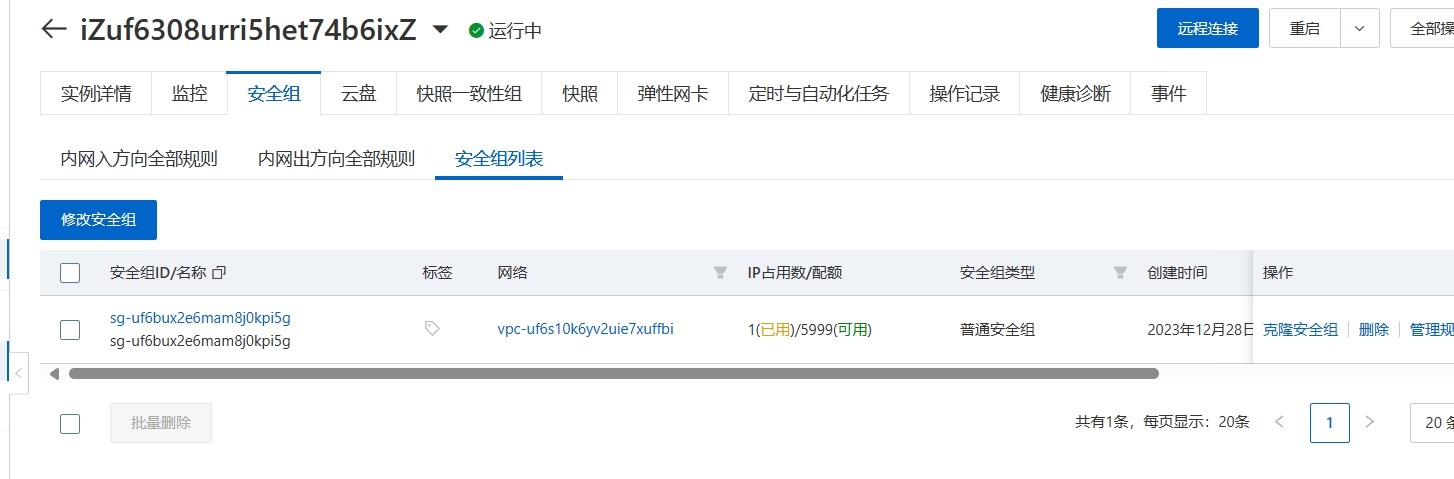 iZuf6308urri5het74b6ixZ 运行中 远程连接 重启 全部操
实例详情 监控 安全组 云盘 快照一致性组 快照 弹性网卡 定时与自动化任务 操作记录 健康诊断 事件
内网入方向全部规则 内网出方向全部规则 安全组列表
修改安全组
安全组ID/名称 标签 网络 IP占用数/配额 安全组类型 创建时间 操作
sg-uf6bux2e6mam8j0kpi5g
sg-uf6bux2e6mam8j0kpi5g
vpc-uf6s10k6yv2uie7xuffbi 1(已用)/5999(可用) 普通安全组 2023年12月28日 克隆安全组 删除 管理规
批量删除 共有1条，每页显示：20条 1 20 条